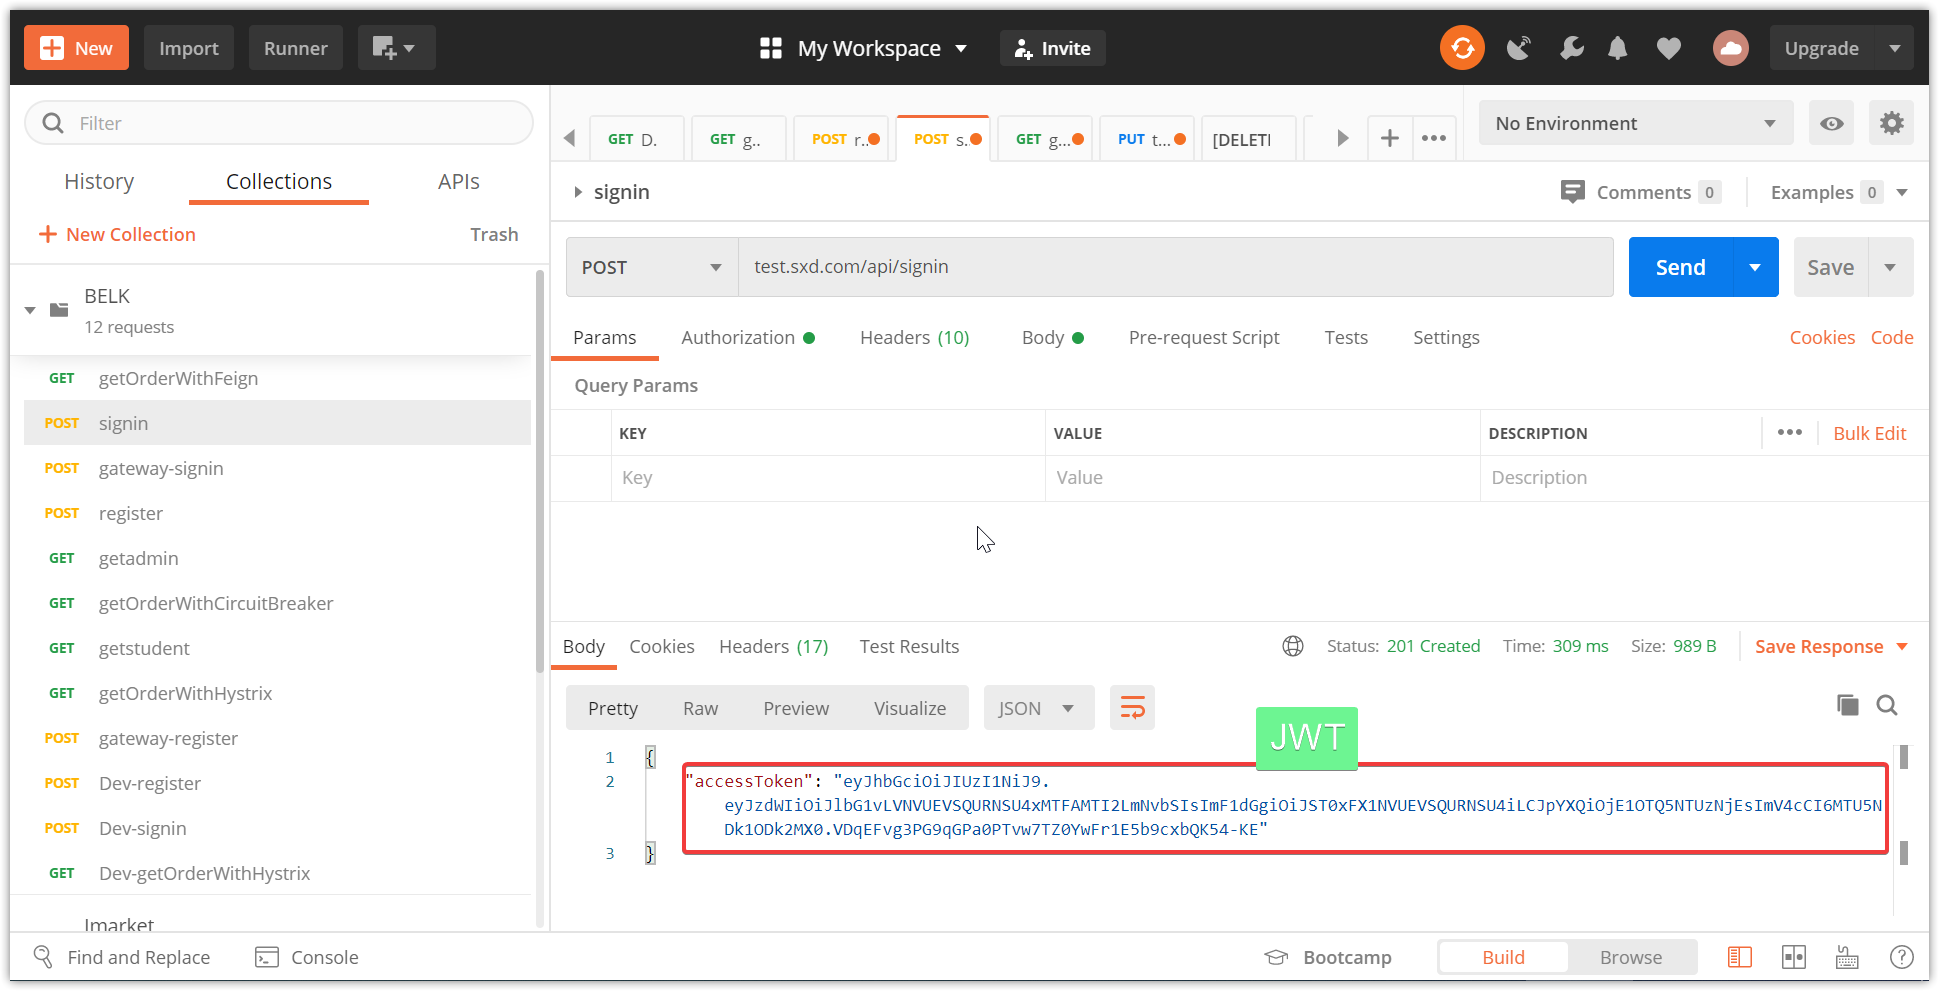 New
Import
Runner
My Workspace
Invite
Upgrade
Filter
History
Collections
APIs
New Collection
Trash
BELK
12 requests
GET getOrderWithFeign
POST signin
POST gateway-signin
POST register
GET getadmin
GET getOrderWithCircuitBreaker
GET getstudent
GET getOrderWithHystrix
POST gateway-register
POST Dev-register
POST Dev-signin
GET Dev-getOrderWithHystrix
Imarket
GET D.
GET g..
POST r..
POST s..
GET g...
PUT t...
[DELETI
No Environment
signin
Comments 0
Examples 0
POST
test.sxd.com/api/signin
Send
Save
Params
Authorization
Headers (10)
Body
Pre-request Script
Tests
Settings
Cookies
Code
Query Params
KEY
VALUE
DESCRIPTION
Bulk Edit
Key
Value
Description
Body
Cookies
Headers (17)
Test Results
Status: 201 Created
Time: 309 ms
Size: 989 B
Save Response
Pretty
Raw
Preview
Visualize
JSON
JWT
1 {
2 "accessToken": "eyJhbGciOiJIUzI1NiJ9.
eyJzdWIiOiJlbG1vLVNVUEVSQURNSU4xMTFAMTI2LmNvbSIsImF1dGgiOiJST0xFX1NVUEVSQURNSU4iLCJpYXQiOjE1OTQ5NTUzNjEsImV4cCI6MTU5N
Dk1ODk2MX0.VDqEFvg3PG9qGPa0PTvw7TZ0YwFr1E5b9cxbQK54-KE"
3 }
Find and Replace
Console
Bootcamp
Build
Browse